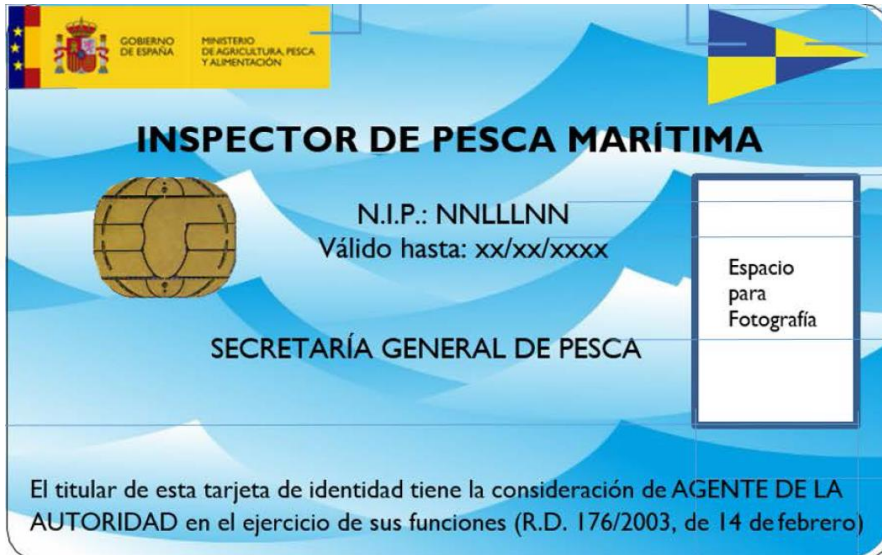 GOBIERNO
DE ESPAÑA
MINISTERIO
DE AGRICULTURA, PESCA
Y ALIMENTACIÓN
INSPECTOR DE PESCA MARÍTIMA
N.I.P.: NNLLLNN
Válido hasta: xx/xx/xxxx
Espacio
para
Fotografía
SECRETARÍA GENERAL DE PESCA
El titular de esta tarjeta de identidad tiene la consideración de AGENTE DE LA
AUTORIDAD en el ejercicio de sus funciones (R.D. 176/2003, de 14 de febrero)